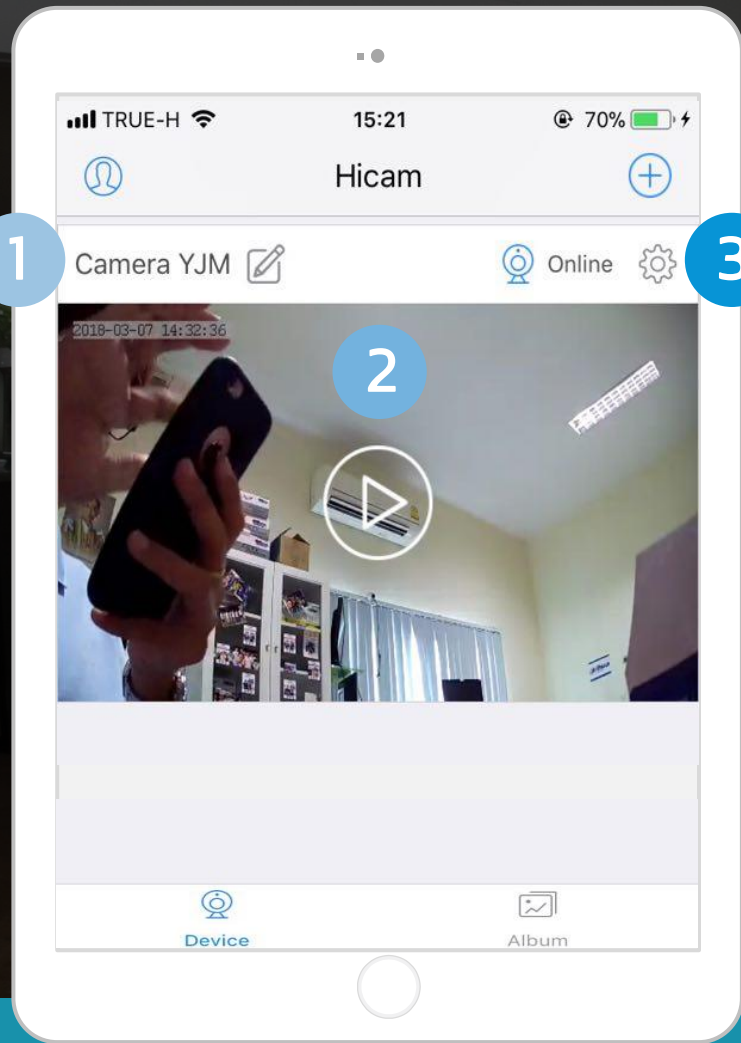 TRUE-H 15:21 70%
Hicam
1 Camera YJM Online 3
2018-03-07 14:32:36
2
Device Album